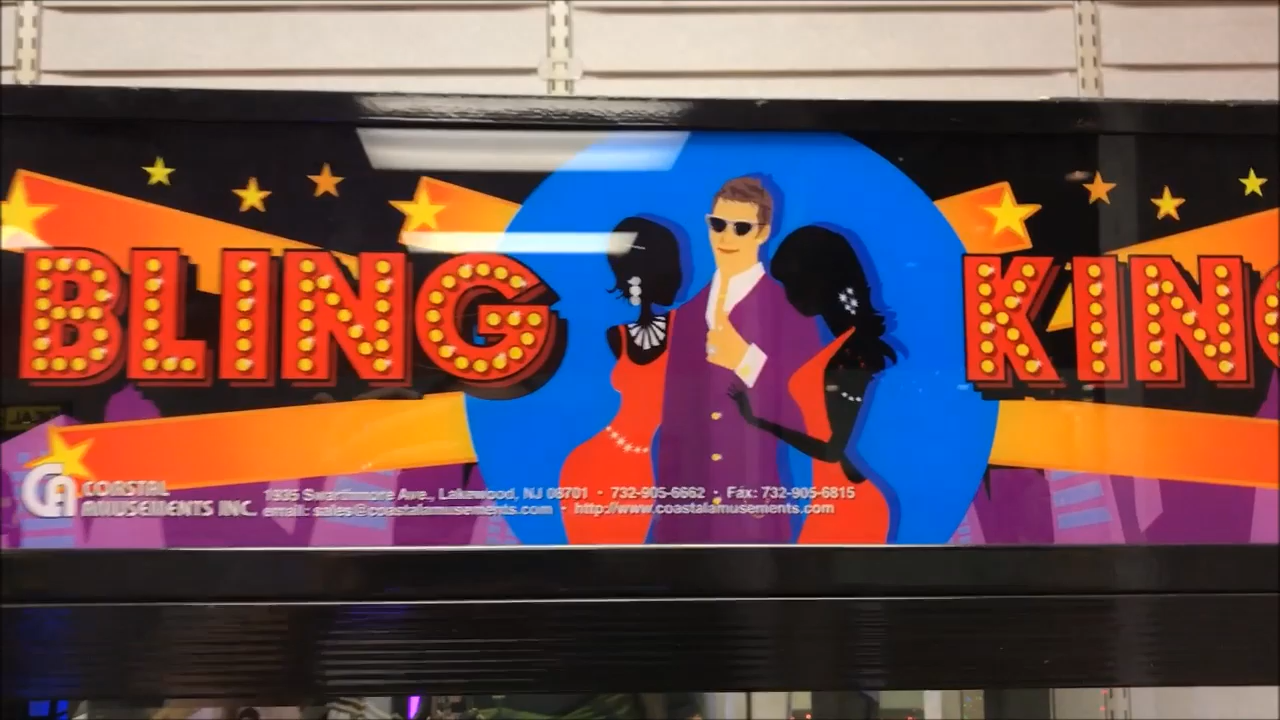 BLING KING
CA COASTAL
AMUSEMENTS INC.
1935 Swarthmore Ave., Lakewood, NJ 08701 • 732-905-6662 • Fax: 732-905-6815
email: sales@coastalamusements.com • http://www.coastalamusements.com